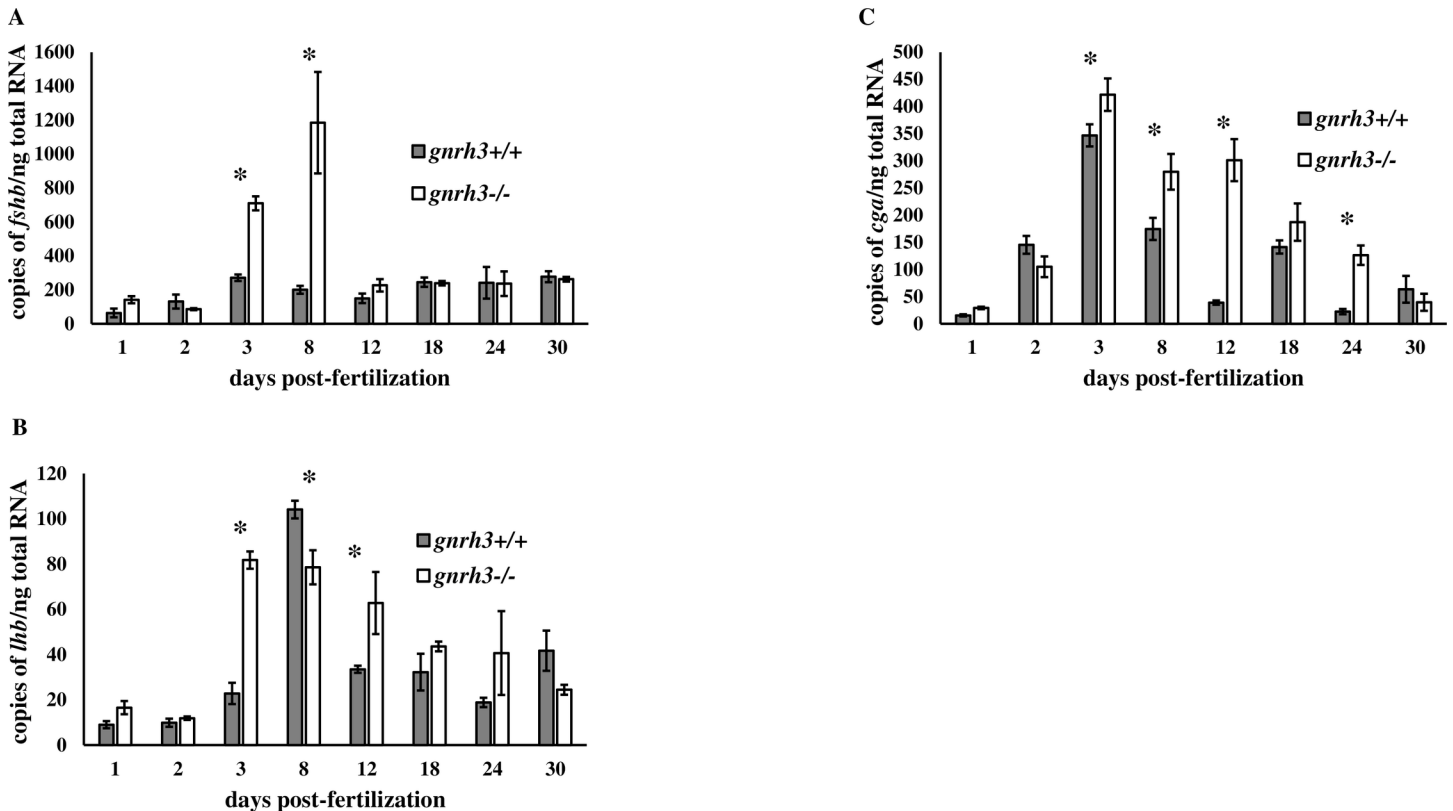 A
copies of fshb/ng total RNA
1600
1400
1200
1000
800
600
400
200
0
*
*
gnrh3+/+
gnrh3-/-
1 2 3 8 12 18 24 30
days post-fertilization
B
copies of lhb/ng total RNA
120
100
80
60
40
20
0
*
*
*
gnrh3+/+
gnrh3-/-
1 2 3 8 12 18 24 30
days post-fertilization
C
copies of cga/ng total RNA
500
450
400
350
300
250
200
150
100
50
0
*
*
*
*
gnrh3+/+
gnrh3-/-
1 2 3 8 12 18 24 30
days post-fertilization